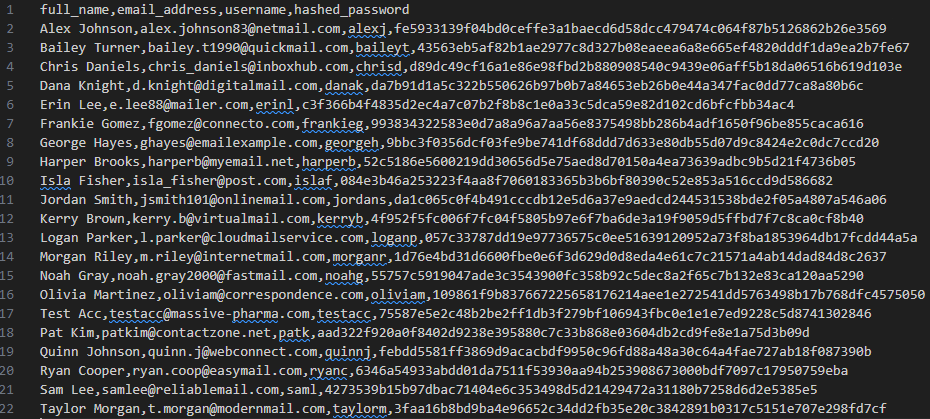 1 full_name,email_address,username,hashed_password
2 Alex Johnson,alex.johnson83@netmail.com,alexj,fe5933139f04bd0ceffe3a1baecd6d58dcc479474c064f87b5126862b26e3569
3 Bailey Turner,bailey.t1990@quickmail.com,baileyt,43563eb5af82b1ae2977c8d327b08eaeea6a8e665ef4820dddf1da9ea2b7fe67
4 Chris Daniels,chris_daniels@inboxhub.com,chrisd,d89dc49cf16a1e86e98fbd2b880908540c9439e06aff5b18da06516b619d103e
5 Dana Knight,d.knight@digitalmail.com,danak,da7b91d1a5c322b550626b97b0b7a84653eb26b0e44a347fac0dd77ca8a80b6c
6 Erin Lee,e.lee88@mailer.com,erinl,c3f366b4f4835d2ec4a7c07b2f8b8c1e0a33c5dca59e82d102cd6bfcfbb34ac4
7 Frankie Gomez,fgomez@connecto.com,frankieg,993834322583e0d7a8a96a7aa56e8375498bb286b4adf1650f96be855caca616
8 George Hayes,ghayes@emailexample.com,georgeh,9bbc3f0356dcf03fe9be741df68ddd7d633e80db55d07d9c8424e2c0dc7ccd20
9 Harper Brooks,harperb@myemail.net,harperb,52c5186e5600219dd30656d5e75aed8d70150a4ea73639adbc9b5d21f4736b05
10 Isla Fisher,isla_fisher@post.com,islaf,084e3b46a253223f4aa8f7060183365b3b6bf80390c52e853a516ccd9d586682
11 Jordan Smith,jsmith101@onlinemail.com,jordans,da1c065c0f4b491cccdb12e5d6a37e9aedcd244531538bde2f05a4807a546a06
12 Kerry Brown,kerry.b@virtualmail.com,kerryb,4f952f5fc006f7fc04f5805b97e6f7ba6de3a19f9059d5ffbd7f7c8ca0cf8b40
13 Logan Parker,l.parker@cloudmailservice.com,loganp,057c33787dd19e97736575c0ee51639120952a73f8ba1853964db17fcdd44a5a
14 Morgan Riley,m.riley@internetmail.com,morganr,1d76e4bd31d6600fbe0e6f3d629d0d8eda4e61c7c21571a4ab14dad84d8c2637
15 Noah Gray,noah.gray2000@fastmail.com,noahg,55757c5919047ade3c3543900fc358b92c5dec8a2f65c7b132e83ca120aa5290
16 Olivia Martinez,oliviam@correspondence.com,oliviam,109861f9b837667225658176214aee1e272541dd5763498b17b768dfc4575050
17 Test Acc,testacc@massive-pharma.com,testacc,75587e5e2c48b2be2ff1db3f279bf106943fbc0e1e1e7ed9228c5d8741302846
18 Pat Kim,patkim@contactzone.net,patk,aad322f920a0f8402d9238e395880c7c33b868e03604db2cd9fe8e1a75d3b09d
19 Quinn Johnson,quinn.j@webconnect.com,quinnj,febdd5581ff3869d9acacbdf9950c96fd88a48a30c64a4fae727ab18f087390b
20 Ryan Cooper,ryan.coop@easymail.com,ryanc,6346a54933abdd01da7511f53930aa94b253908673000bdf7097c17950759eba
21 Sam Lee,samlee@reliablemail.com,saml,4273539b15b97dbac71404e6c353498d5d21429472a31180b7258d6d2e5385e5
22 Taylor Morgan,t.morgan@modernmail.com,taylorm,3faa16b8bd9ba4e96652c34dd2fb35e20c3842891b0317c5151e707e298fd7cf